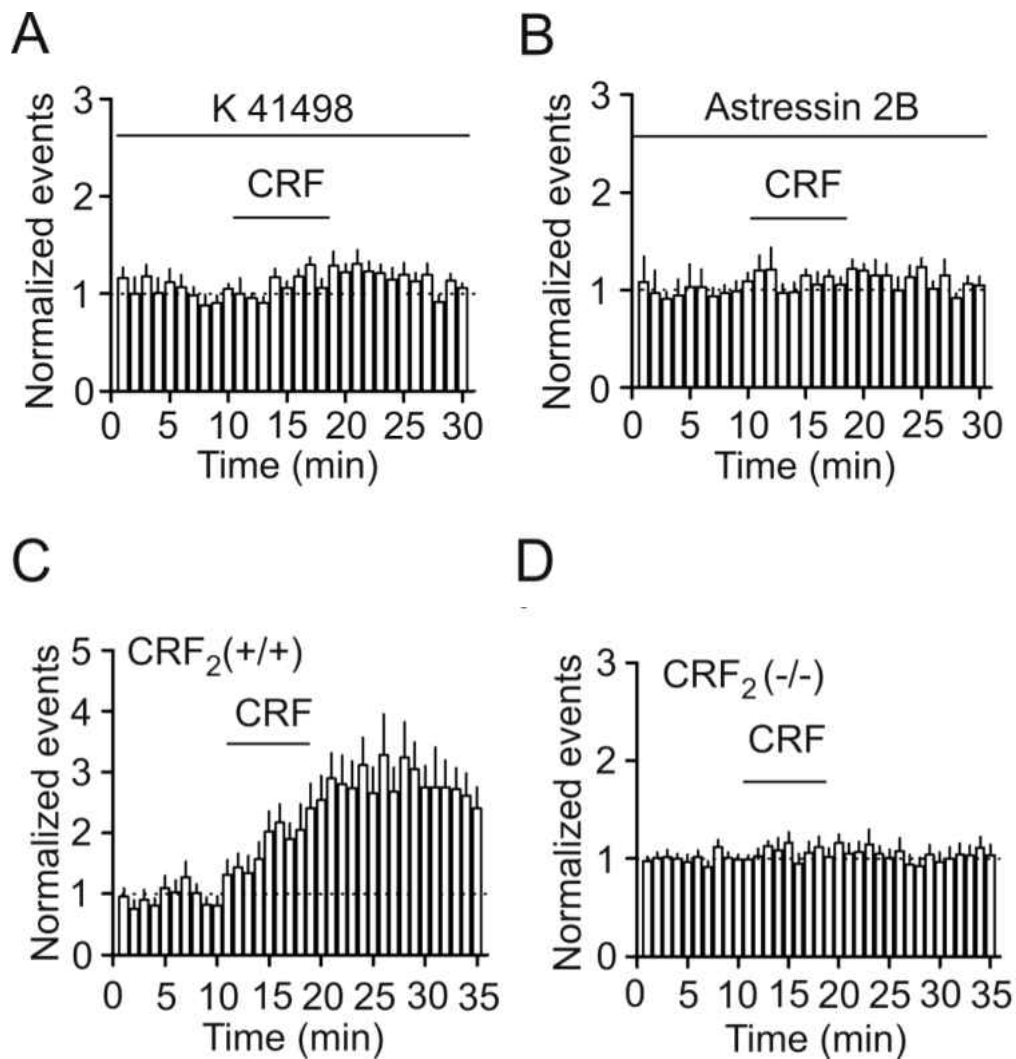 A
B
Normalized events
3
2
1
0
K 41498
CRF
0 5 10 15 20 25 30
Time (min)
Normalized events
3
2
1
0
Astressin 2B
CRF
0 5 10 15 20 25 30
Time (min)
C
D
Normalized events
5
4
3
2
1
0
CRF₂(+/+)
CRF
0 5 10 15 20 25 30 35
Time (min)
Normalized events
3
2
1
0
CRF₂(-/-)
CRF
0 5 10 15 20 25 30 35
Time (min)